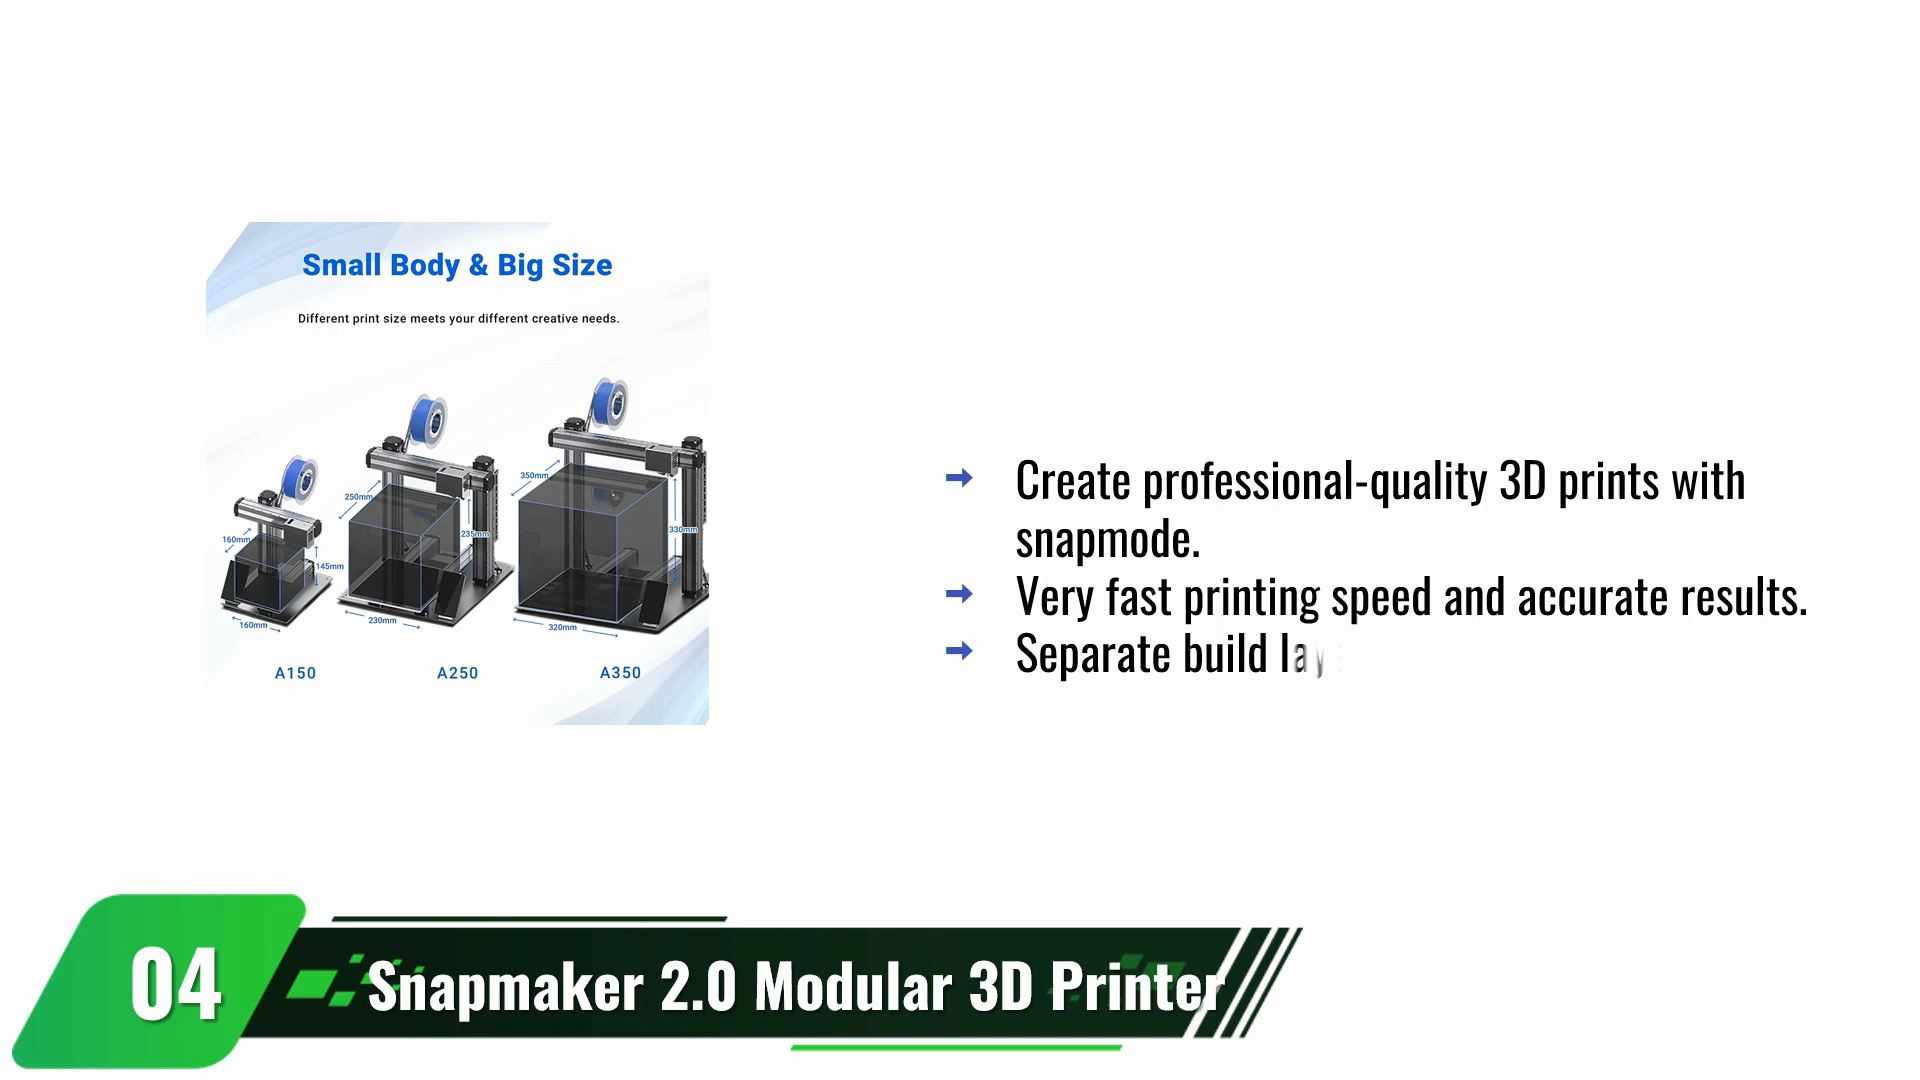 Small Body & Big Size
Different print size meets your different creative needs.
350mm
250mm
330mm
235mm
160mm
145mm
160mm
230mm
320mm
A150
A250
A350
Create professional-quality 3D prints with
snapmode.
Very fast printing speed and accurate results.
Separate build
04
Snapmaker 2.0 Modular 3D Printer